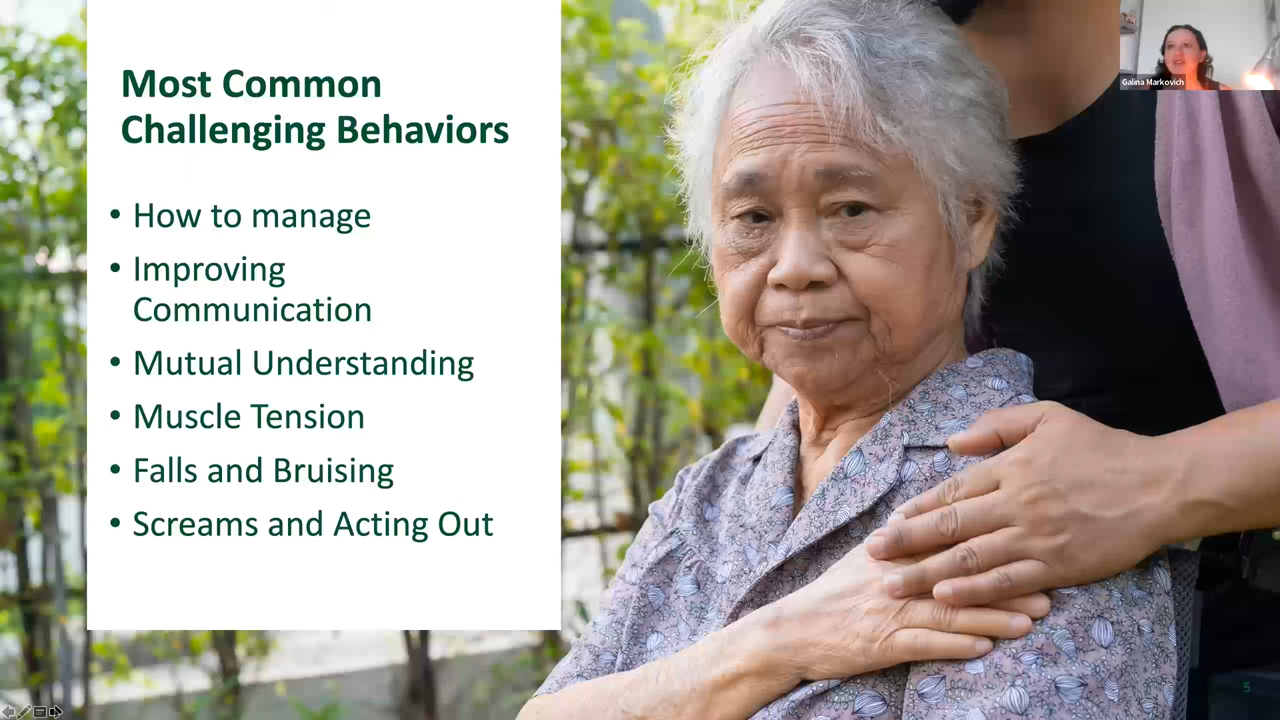 Most Common
Challenging Behaviors
• How to manage
• Improving
Communication
• Mutual Understanding
• Muscle Tension
• Falls and Bruising
• Screams and Acting Out
Galina Markovich
5